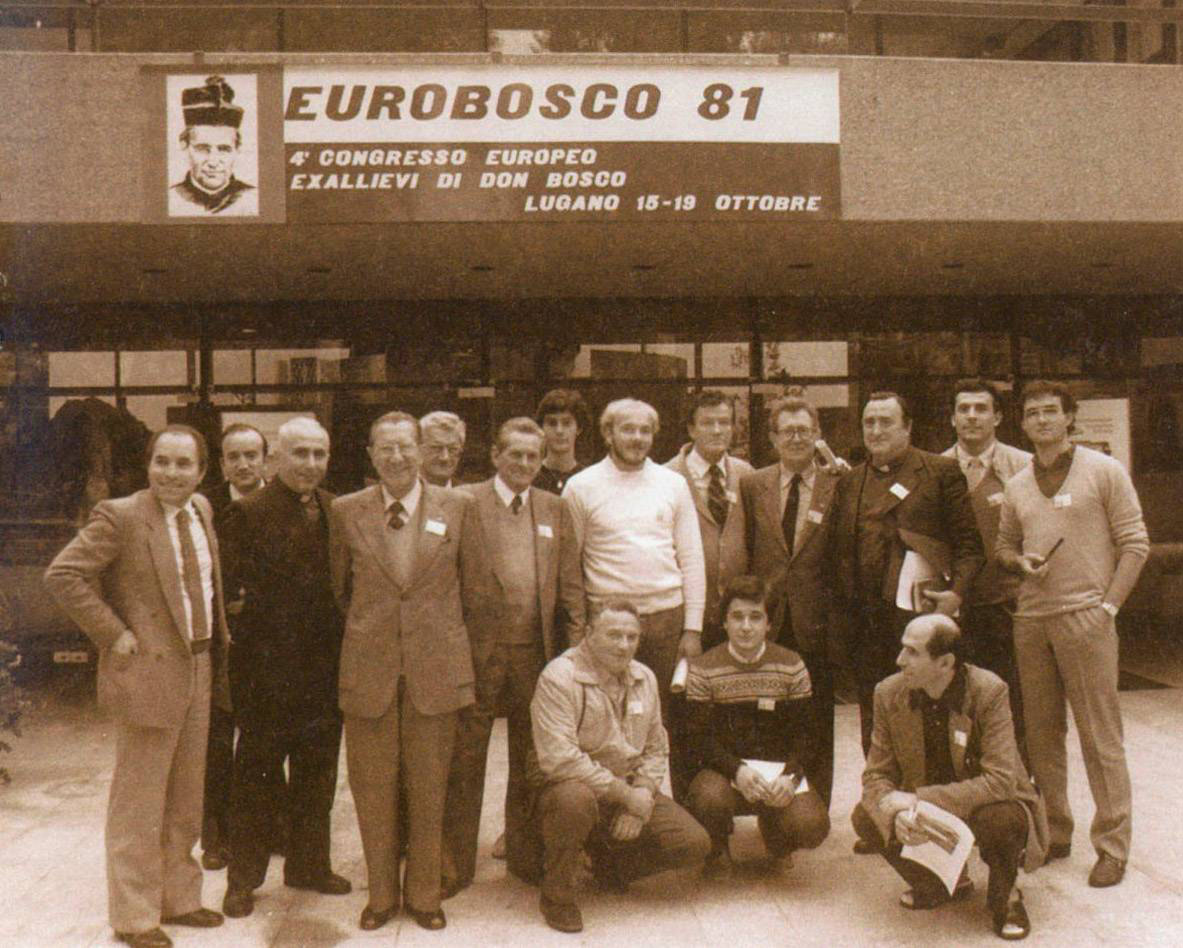 EUROBOSCO 81
4° CONGRESSO EUROPEO
EXALLIEVI DI DON BOSCO
LUGANO 15-19 OTTOBRE